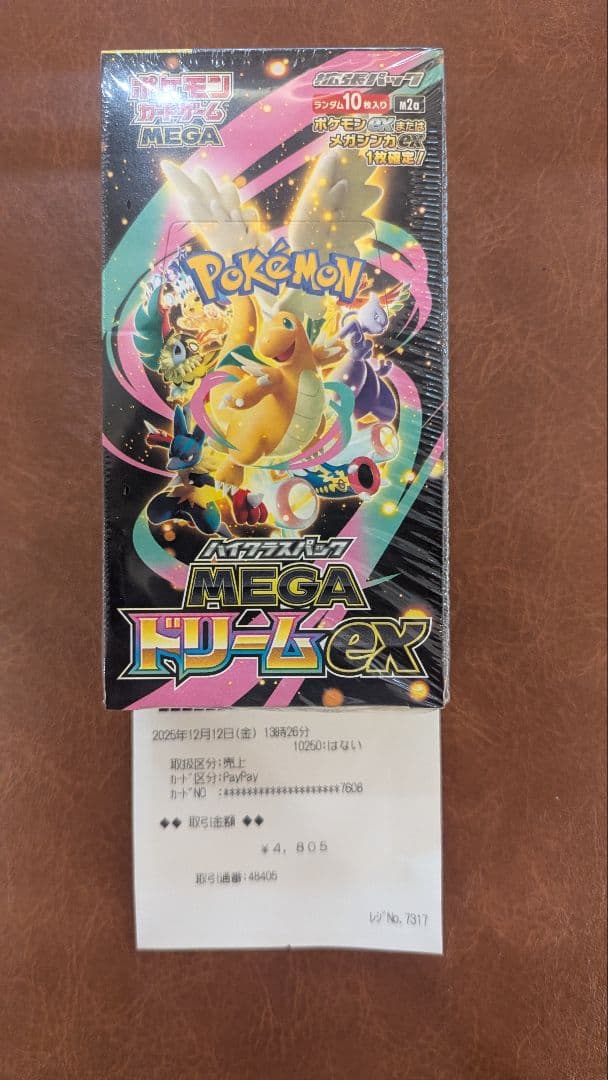 ポケモン
カードゲーム
MEGA
拡張パック
ランダム10枚入り
M2a
ポケモンexまたは
メガシンカex
1枚確定!
POKéMON
ハイクラスパック
MEGA
ドリームex
2025年12月12日(金) 13時26分
10250:はない
取扱区分:売上
カード区分:PayPay
カードNO :*********************7608
◆◆ 取引金額 ◆◆
¥4,805
取引通番:48405
レジNo.7317